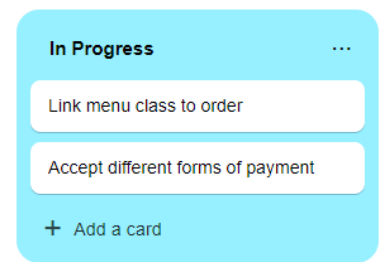 In Progress
Link menu class to order
Accept different forms of payment
+ Add a card